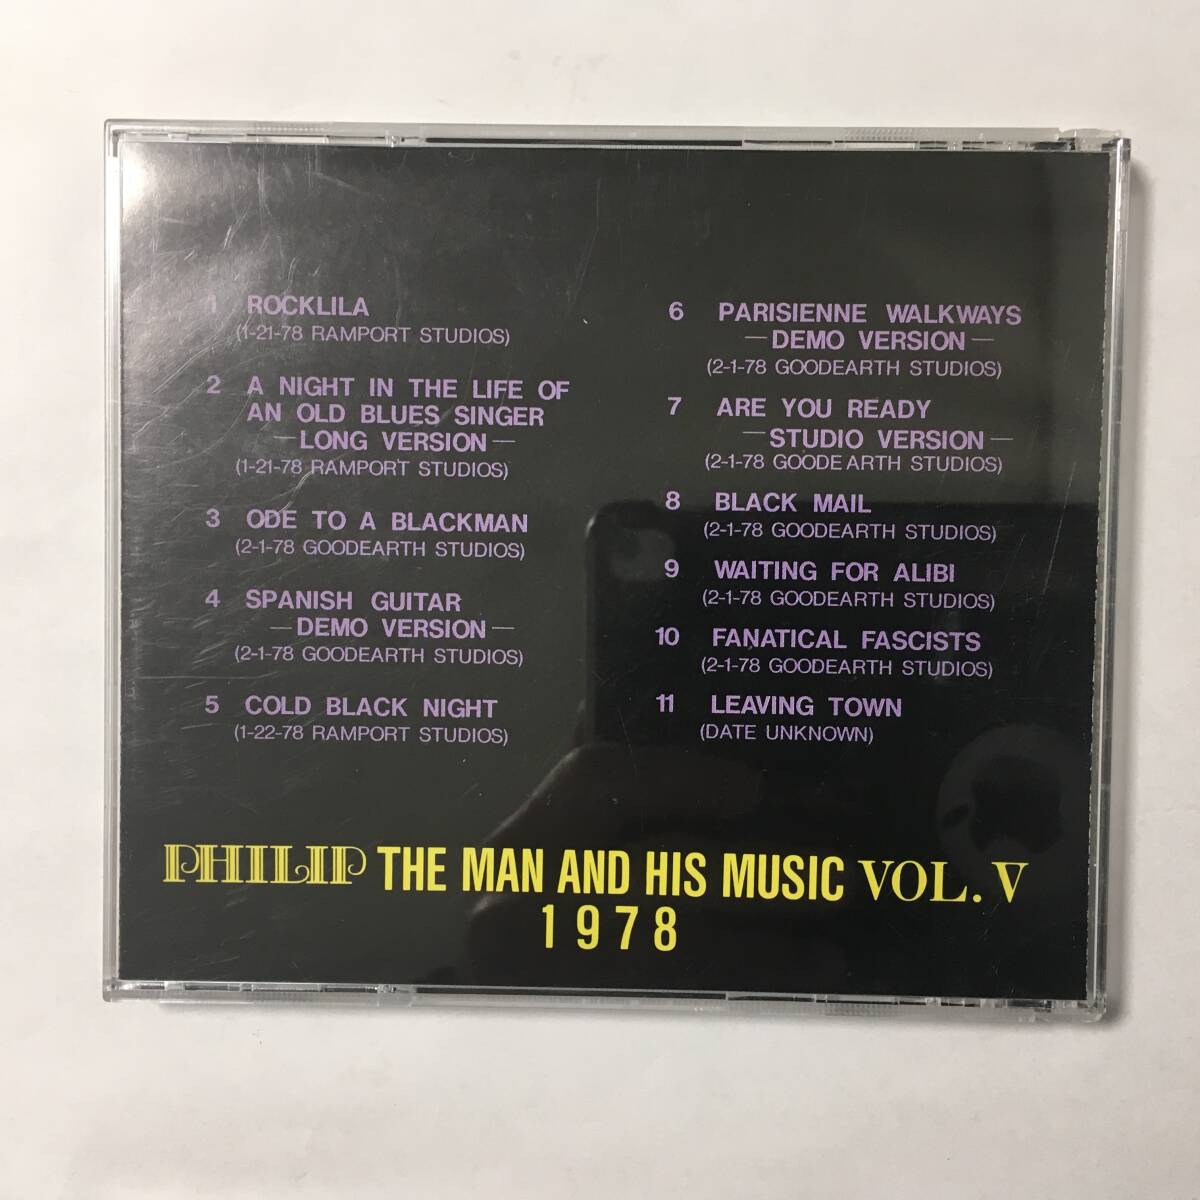 1 ROCKLILA
(1-21-78 RAMPORT STUDIOS)
2 A NIGHT IN THE LIFE OF
AN OLD BLUES SINGER
—LONG VERSION—
(1-21-78 RAMPORT STUDIOS)
3 ODE TO A BLACKMAN
(2-1-78 GOODEARTH STUDIOS)
4 SPANISH GUITAR
—DEMO VERSION—
(2-1-78 GOODEARTH STUDIOS)
5 COLD BLACK NIGHT
(1-22-78 RAMPORT STUDIOS)
6 PARISIENNE WALKWAYS
—DEMO VERSION—
(2-1-78 GOODEARTH STUDIOS)
7 ARE YOU READY
—STUDIO VERSION—
(2-1-78 GOODE ARTH STUDIOS)
8 BLACK MAIL
(2-1-78 GOODEARTH STUDIOS)
9 WAITING FOR ALIBI
(2-1-78 GOODEARTH STUDIOS)
10 FANATICAL FASCISTS
(2-1-78 GOODEARTH STUDIOS)
11 LEAVING TOWN
(DATE UNKNOWN)
PHILIP THE MAN AND HIS MUSIC VOL. V
1978